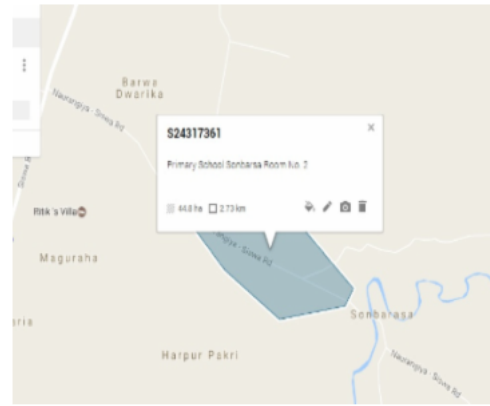 Barwa
Dwarika
Naurangiya - Siswa Rd
S24317361
Primary School Sonbarsa Room No. 2
44.8 ha 2.73 km
Ritik 's Villa
Maguraha
Siswa Rd
Sonbarasa
Harpur Pakri
Naurangiya - Siswa Rd